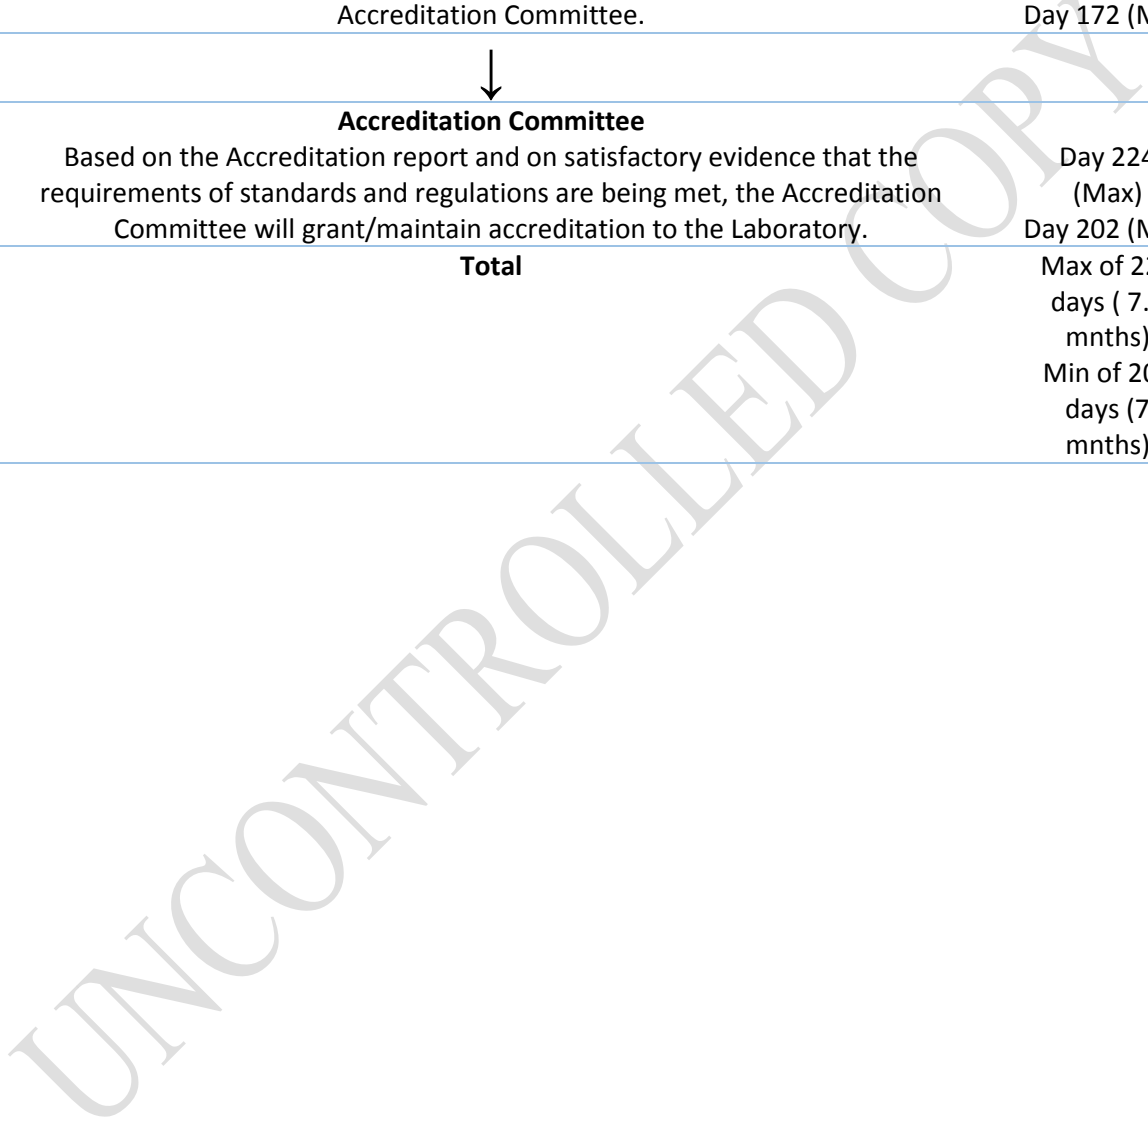 Accreditation Committee.
Day 172 (
↓
Accreditation Committee
Based on the Accreditation report and on satisfactory evidence that the
requirements of standards and regulations are being met, the Accreditation
Committee will grant/maintain accreditation to the Laboratory.
Day 224
(Max)
Day 202 (
Total
Max of 22
days ( 7.
mnths)
Min of 20
days (7
mnths)
UNCONTROLLED COPY